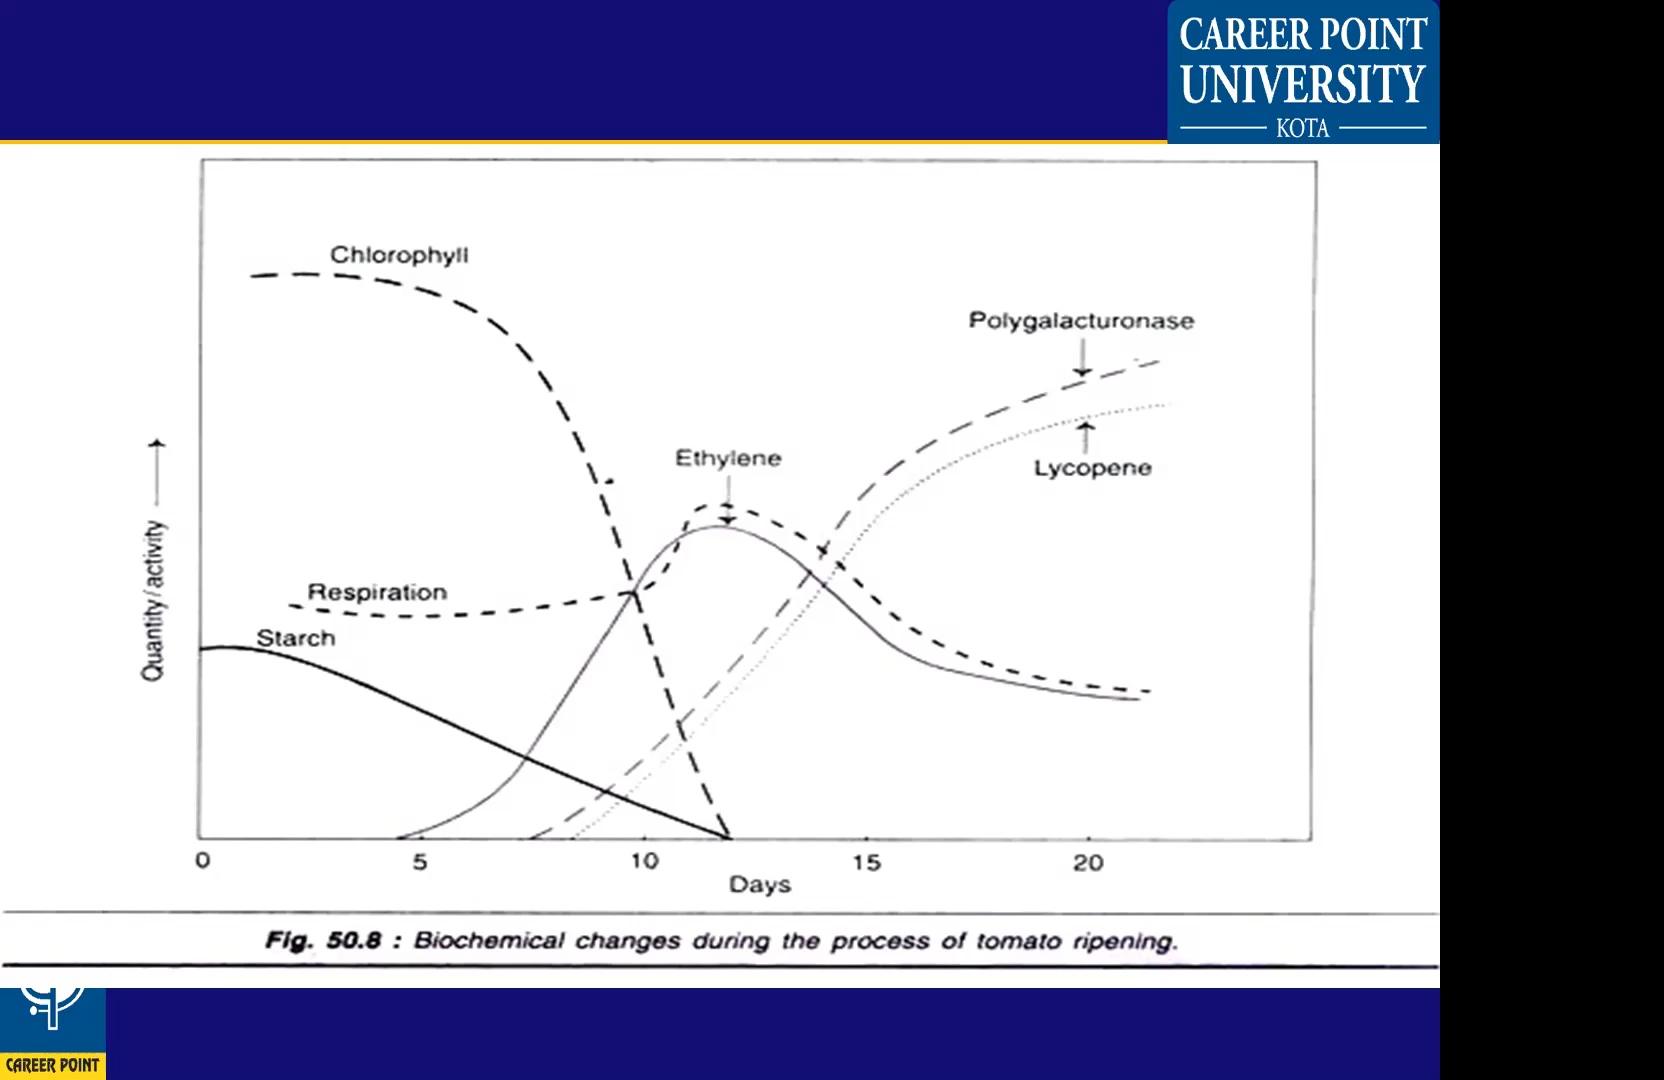 CAREER POINT
UNIVERSITY
KOTA
Chlorophyll
Polygalacturonase
Ethylene
Lycopene
Respiration
Starch
Quantity/activity
0 5 10 15 20
Days
Fig. 50.8 : Biochemical changes during the process of tomato ripening.
CAREER POINT